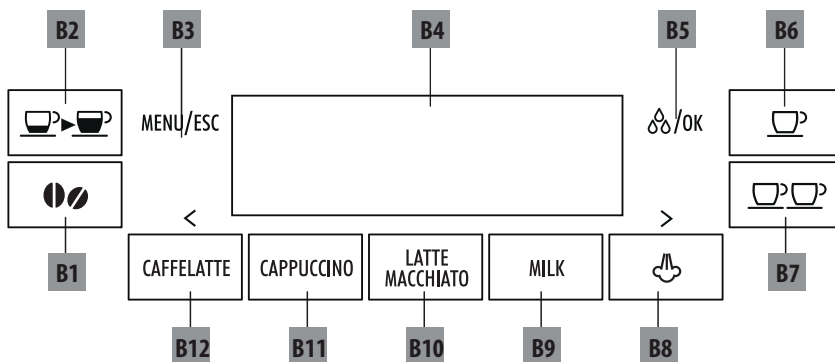 B2 B3 B4 B5 B6
MENU/ESC /OK
B1 < > B7
CAFFELATTE CAPPUCCINO LATTE MACCHIATO MILK
B12 B11 B10 B9 B8